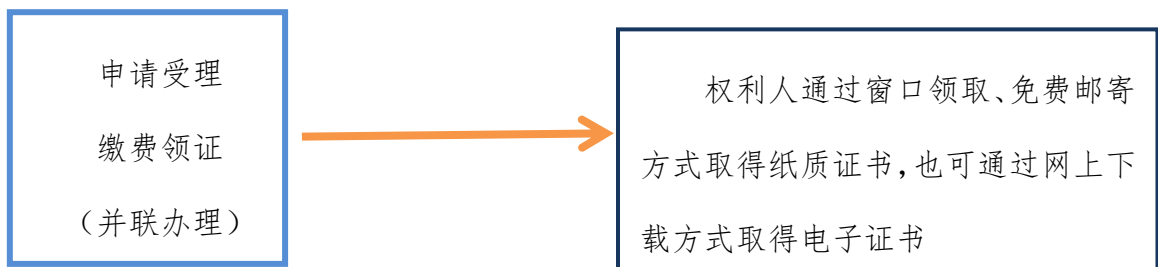 申请受理
缴费领证
（并联办理）
权利人通过窗口领取、免费邮寄
方式取得纸质证书，也可通过网上下
载方式取得电子证书